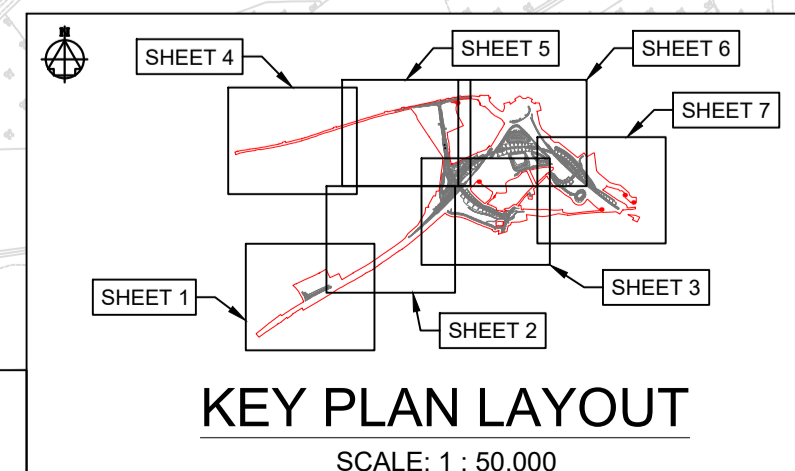 N
SHEET 4
SHEET 5
SHEET 6
SHEET 7
SHEET 1
SHEET 2
SHEET 3
KEY PLAN LAYOUT
SCALE: 1 : 50,000